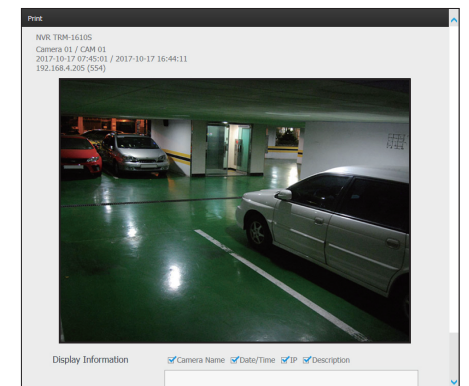 Print
NVR TRM-1610S
Camera 01 / CAM 01
2017-10-17 07:45:01 / 2017-10-17 16:44:11
192.168.4.205 (554)
Display Information
Camera Name Date/Time IP Description